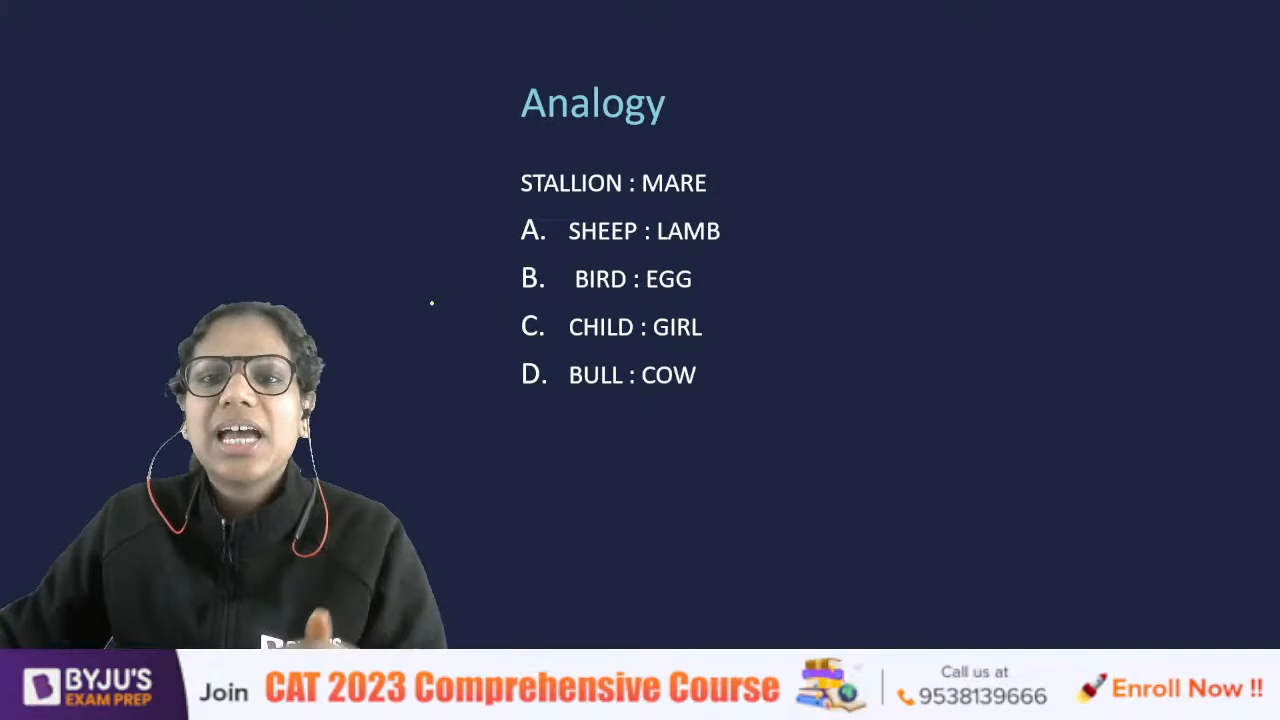 Analogy
STALLION : MARE
A. SHEEP : LAMB
B. BIRD : EGG
C. CHILD : GIRL
D. BULL : COW
BYJU'S
EXAM PREP
Join CAT 2023 Comprehensive Course
Call us at
9538139666
Enroll Now !!